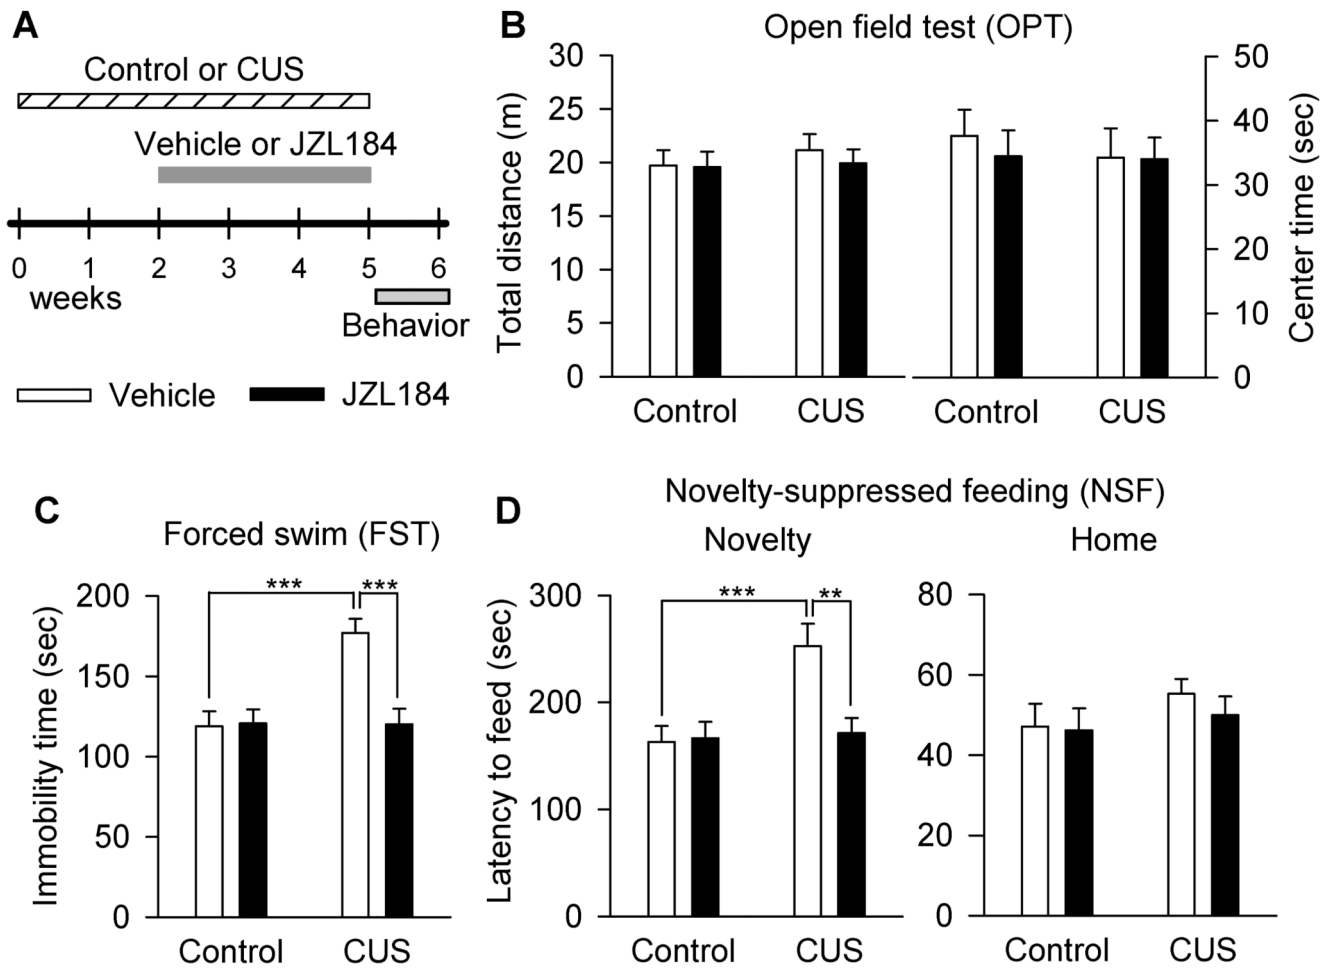 A
Control or CUS
Vehicle or JZL184
0 1 2 3 4 5 6
weeks
Behavior
Vehicle JZL184
B
Open field test (OPT)
Total distance (m)
30
25
20
15
10
5
0
Control CUS Control CUS
50
40
30
20
10
0
Center time (sec)
C
Forced swim (FST)
Immobility time (sec)
200
150
100
50
0
*** ***
Control CUS
D
Novelty-suppressed feeding (NSF)
Novelty
Latency to feed (sec)
300
200
100
0
*** **
Control CUS
Home
80
60
40
20
0
Control CUS